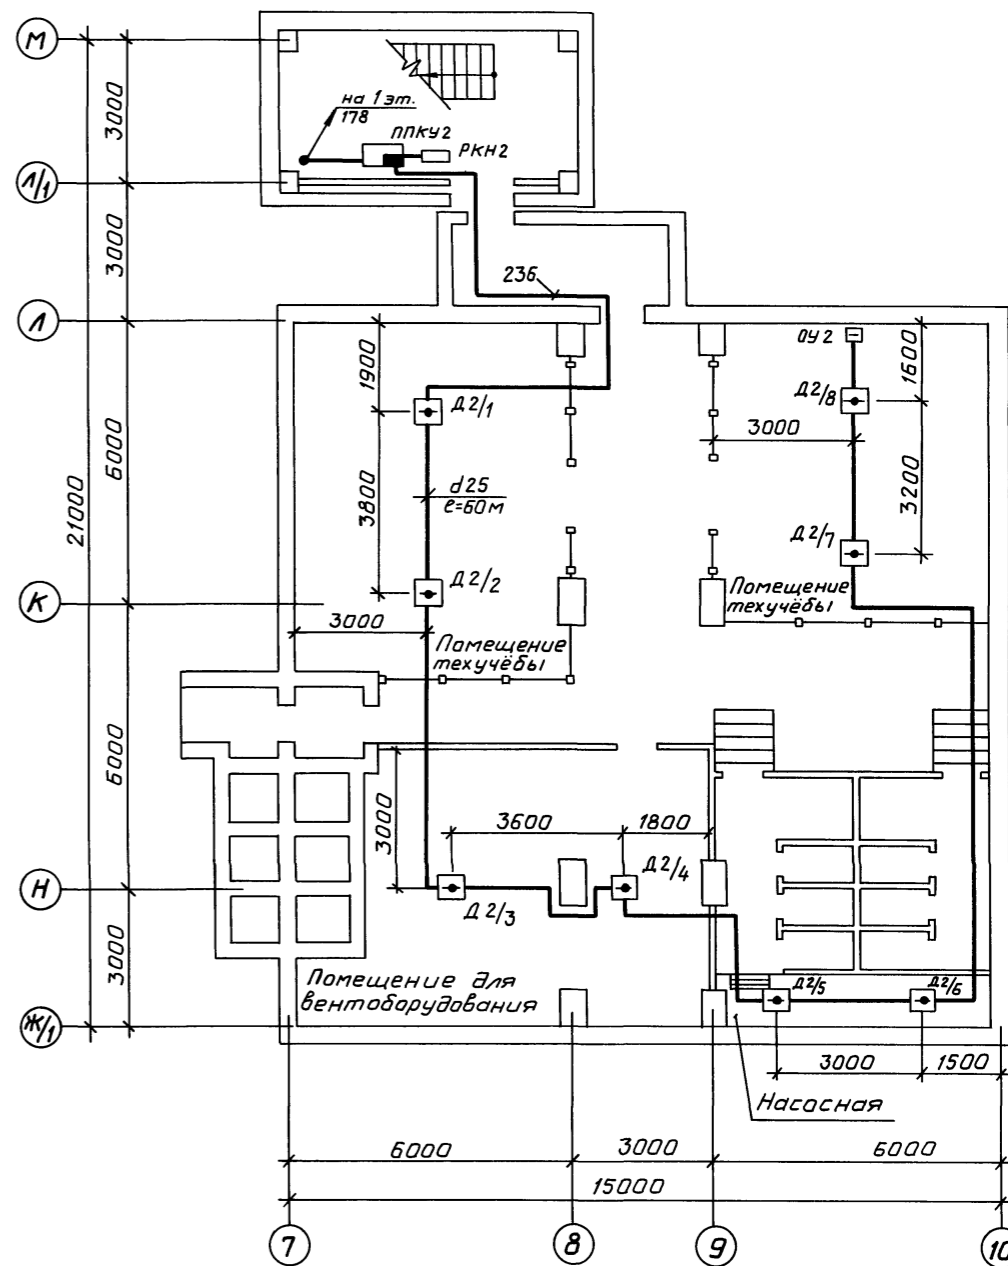 М
на 1 эт.
178
ППКУ2
РКН2
Л/1
3000
3000
236
Л
ОУ 2
1900
1600
Д2/1
Д2/8
3000
6000
21000
3800
d25
ℓ=60м
3200
Д2/7
Д2/2
К
3000
Помещение
техучёбы
Помещение
техучёбы
6000
3000
3600
1800
Н
Д2/3
Д2/4
3000
Помещение для
вентоборудования
Д2/5
Д2/6
Ж/1
3000
1500
Насосная
6000
3000
6000
15000
7
8
9
10